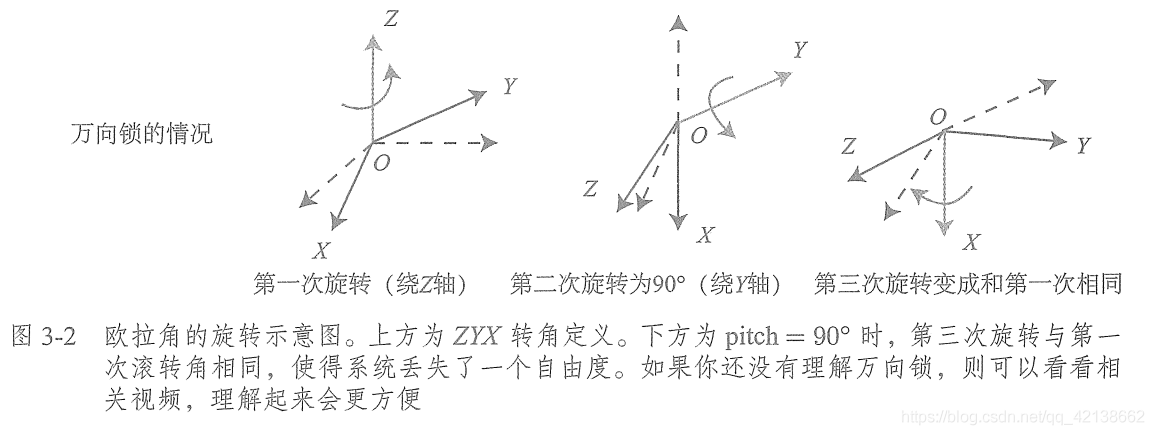 Z
Y
O
X
Y
O
Z
X
O
Z
Y
X
万向锁的情况
第一次旋转（绕Z轴）
第二次旋转为90°（绕Y轴）
第三次旋转变成和第一次相同
图 3-2 欧拉角的旋转示意图。上方为 ZYX 转角定义。下方为 pitch = 90° 时，第三次旋转与第一
次滚转角相同，使得系统丢失了一个自由度。如果你还没有理解万向锁，则可以看看相
关视频，理解起来会更方便
https://blog.csdn.net/qq_42138662